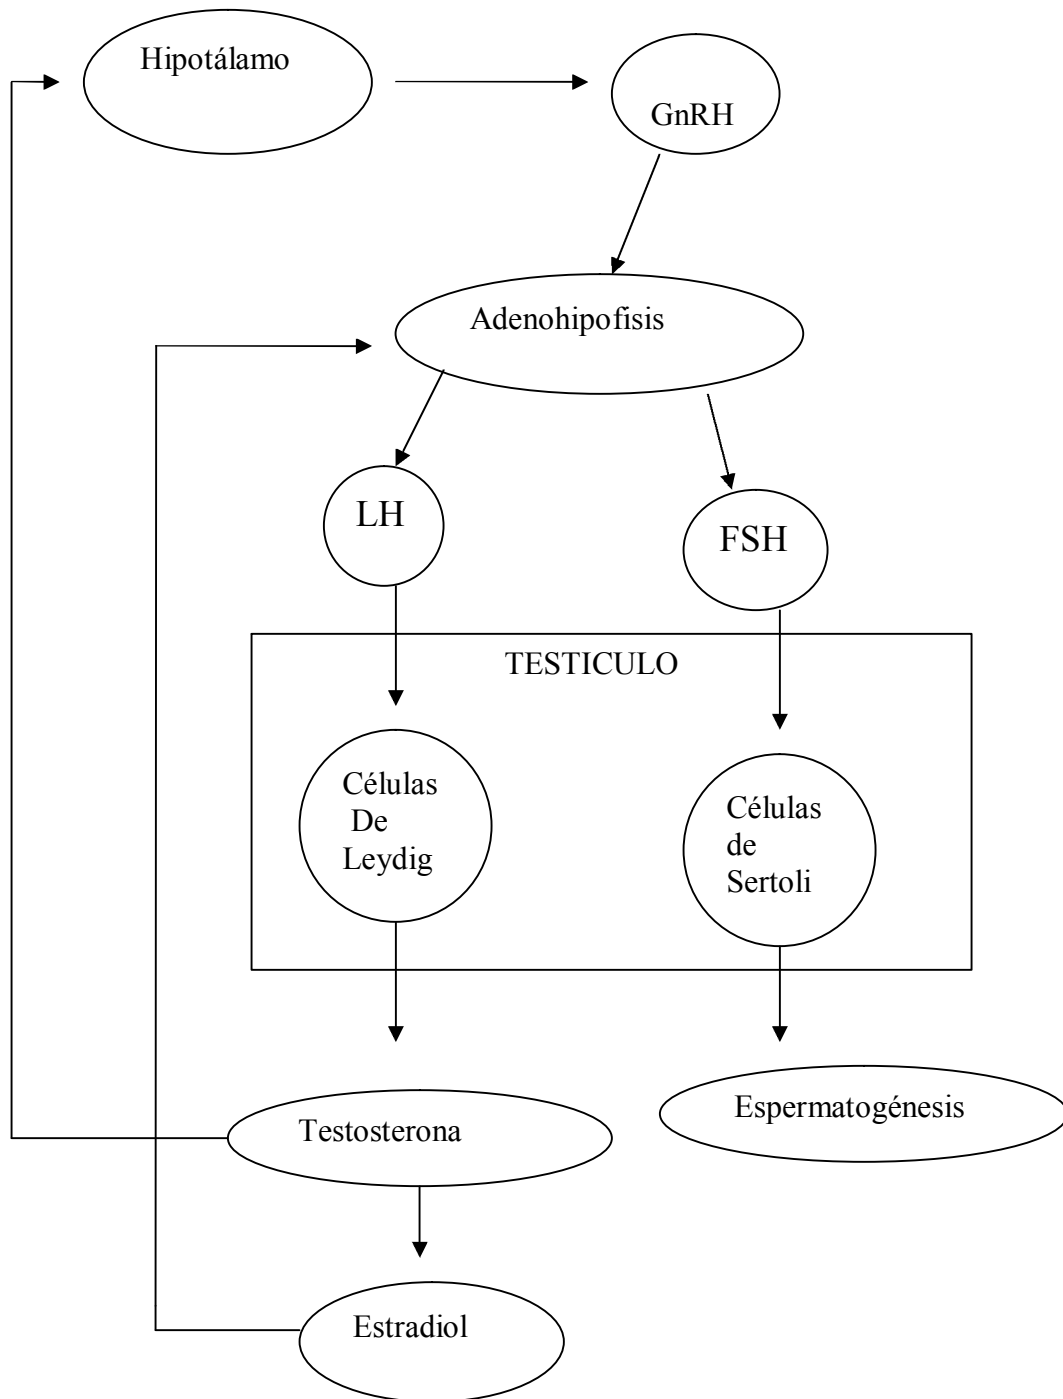 Hipotálamo
GnRH
Adenohipofisis
LH
FSH
TESTICULO
Células
De
Leydig
Células
de
Sertoli
Testosterona
Espermatogénesis
Estradiol